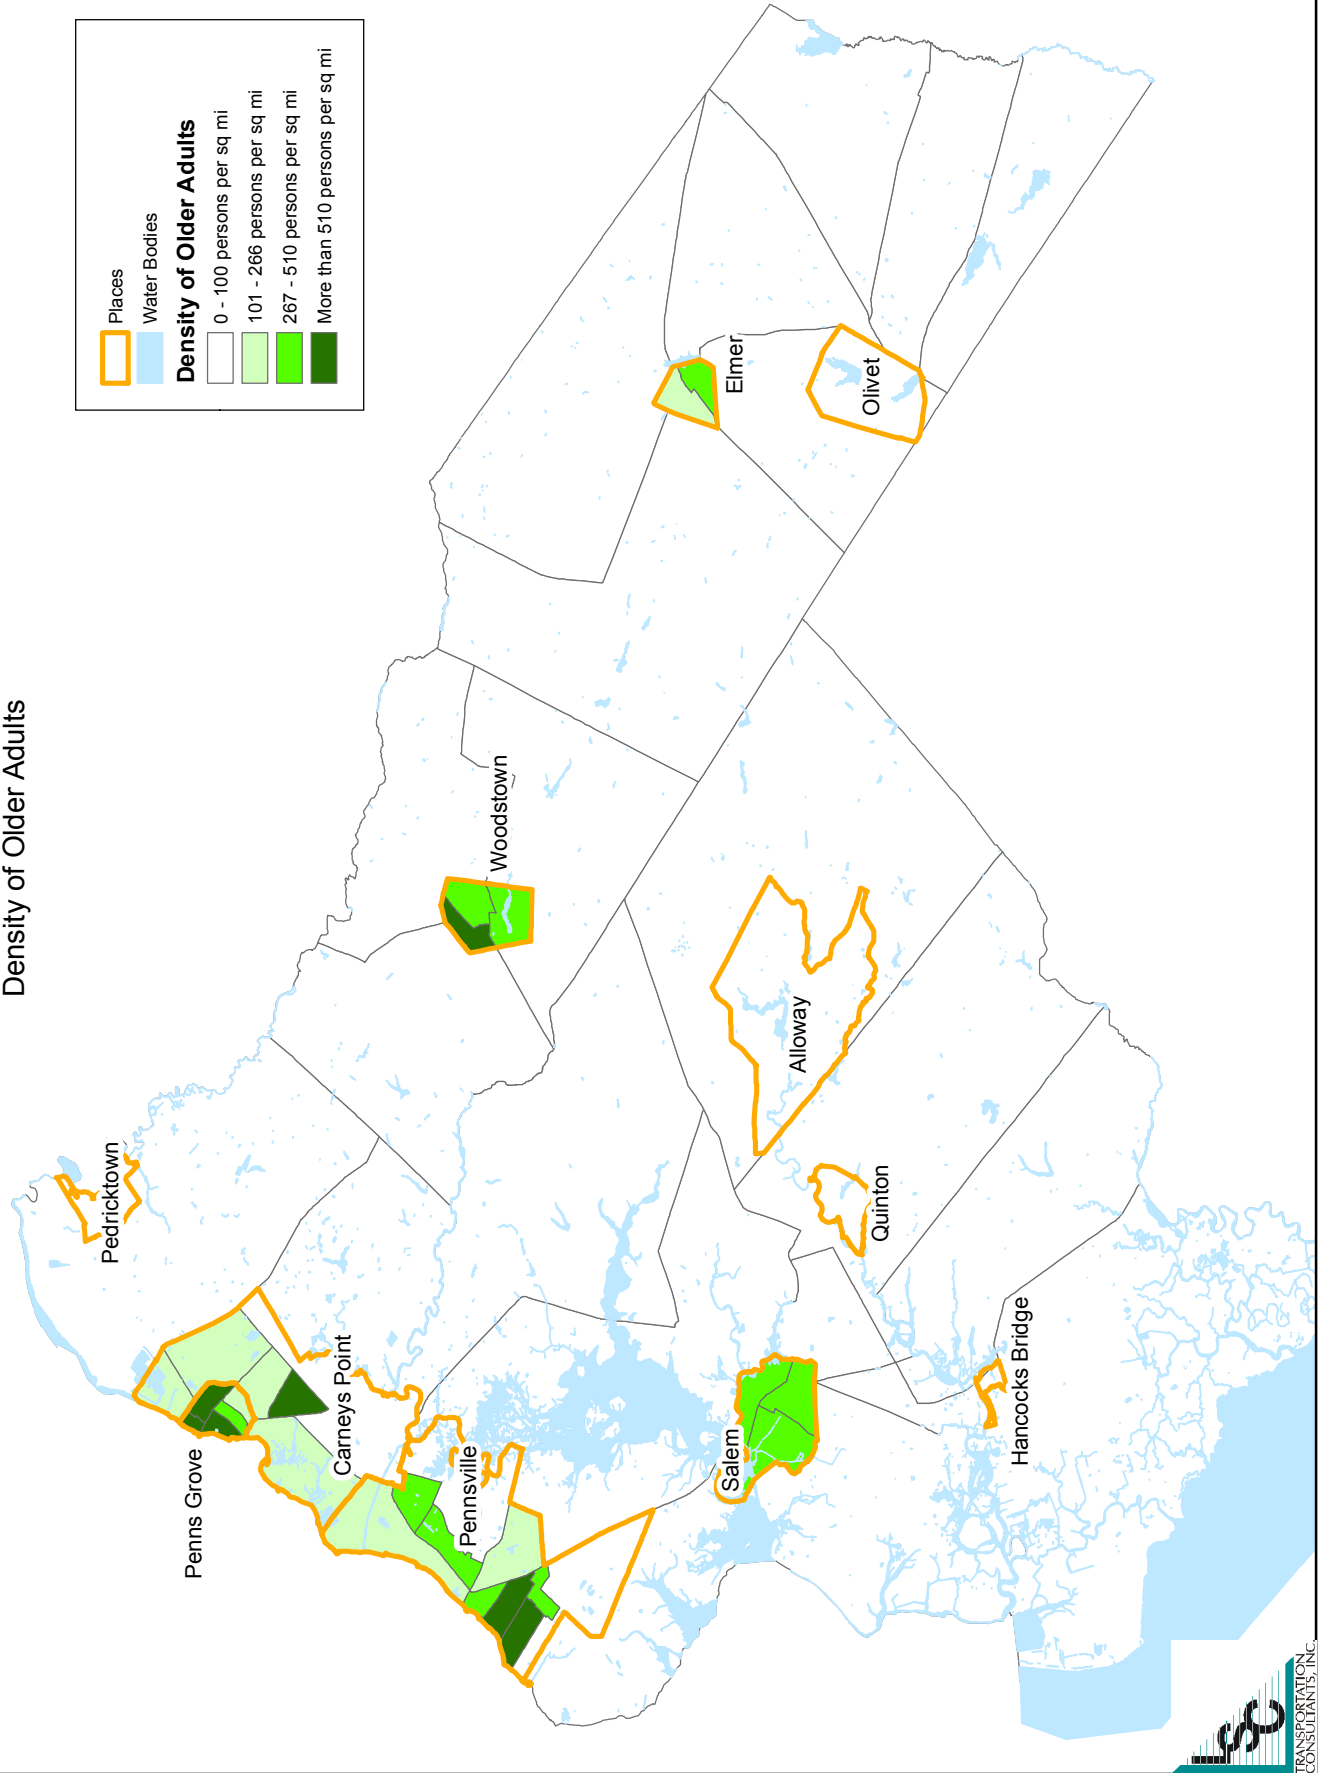 Density of Older Adults
Places
Water Bodies
Density of Older Adults
0 - 100 persons per sq mi
101 - 266 persons per sq mi
267 - 510 persons per sq mi
More than 510 persons per sq mi
Pedricktown
Penns Grove
Carneys Point
Woodstown
Pennsville
Elmer
Olivet
Salem
Alloway
Quinton
Hancocks Bridge
LSC
TRANSPORTATION
CONSULTANTS, INC.